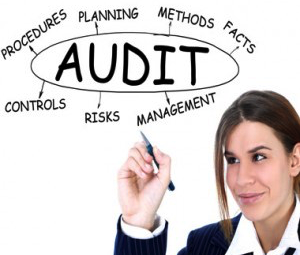 PROCEDURES
PLANNING
METHODS
FACTS
AUDIT
CONTROLS
RISKS
MANAGEMENT